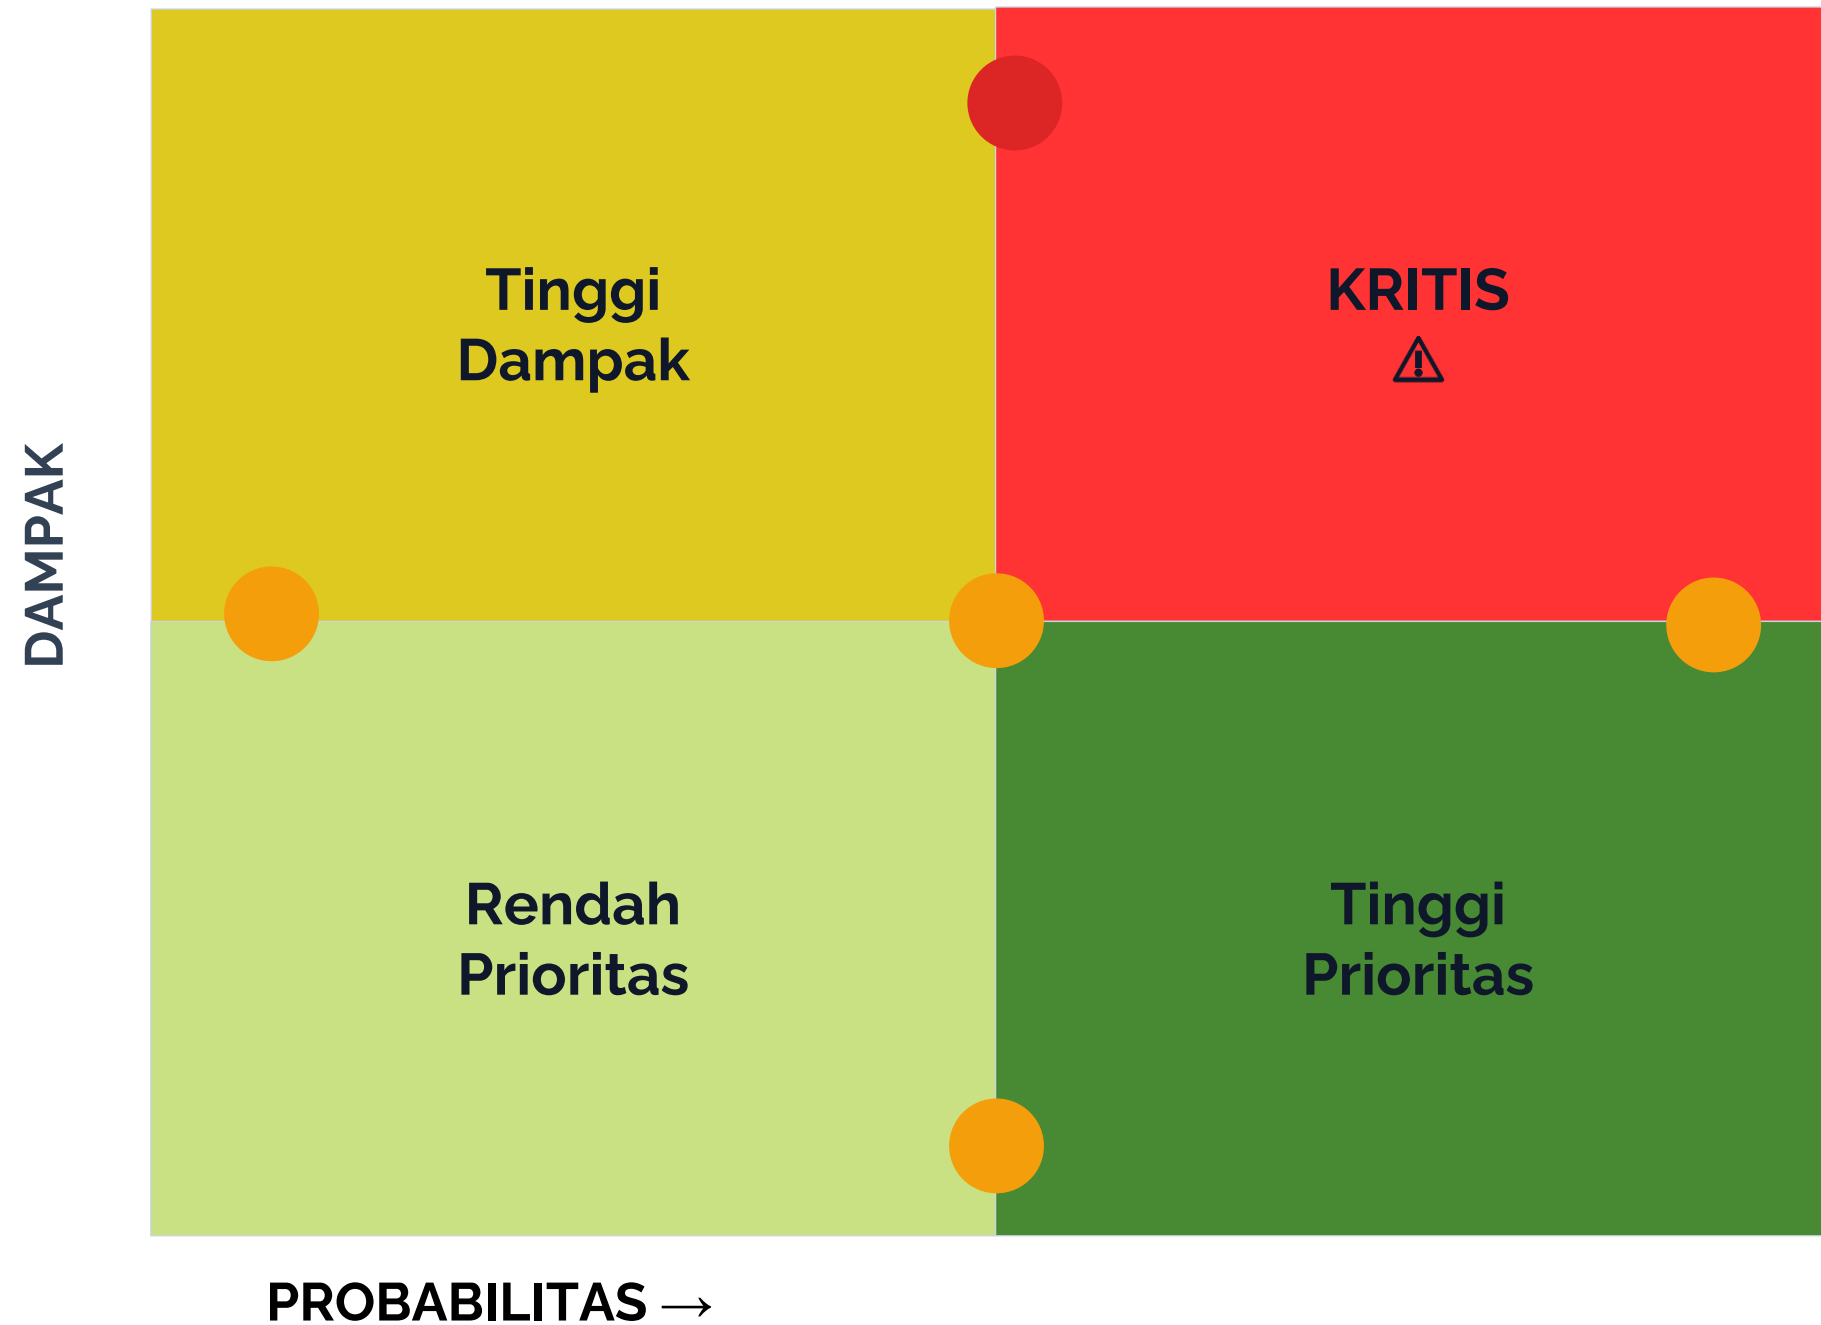 DAMPAK
Tinggi
Dampak
KRITIS
⚠
Rendah
Prioritas
Tinggi
Prioritas
PROBABILITAS →